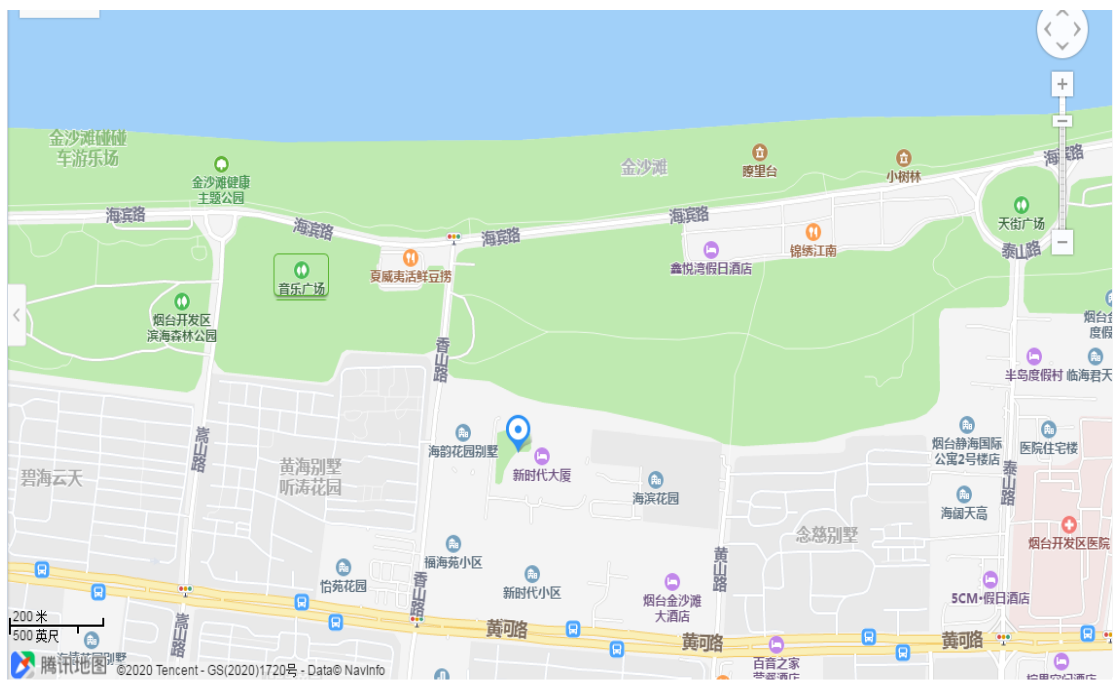 金沙滩碰碰
车游乐场
金沙滩健康
主题公园
金沙滩
瞭望台
小树林
海宾路
海宾路
海宾路
海宾路
海宾路
天街广场
泰山路
锦绣江南
鑫悦湾假日酒店
夏威夷活鲜豆捞
音乐广场
烟台开发区
滨海森林公园
烟台金
度假
香山路
半岛度假村
临海君天
嵩山路
海韵花园别墅
新时代大厦
黄海别墅
听涛花园
碧海云天
海滨花园
烟台静海国际
公寓2号楼店
医院住宅楼
泰山路
海阔天高
念慈别墅
烟台开发区医院
福海苑小区
怡苑花园
新时代小区
黄山路
烟台金沙滩
大酒店
5CM·假日酒店
香山路
嵩山路
黄河路
黄河路
黄河路
百音之家
200 米
500 英尺
腾讯地图
©2020 Tencent - GS(2020)1720号 - Data© NavInfo